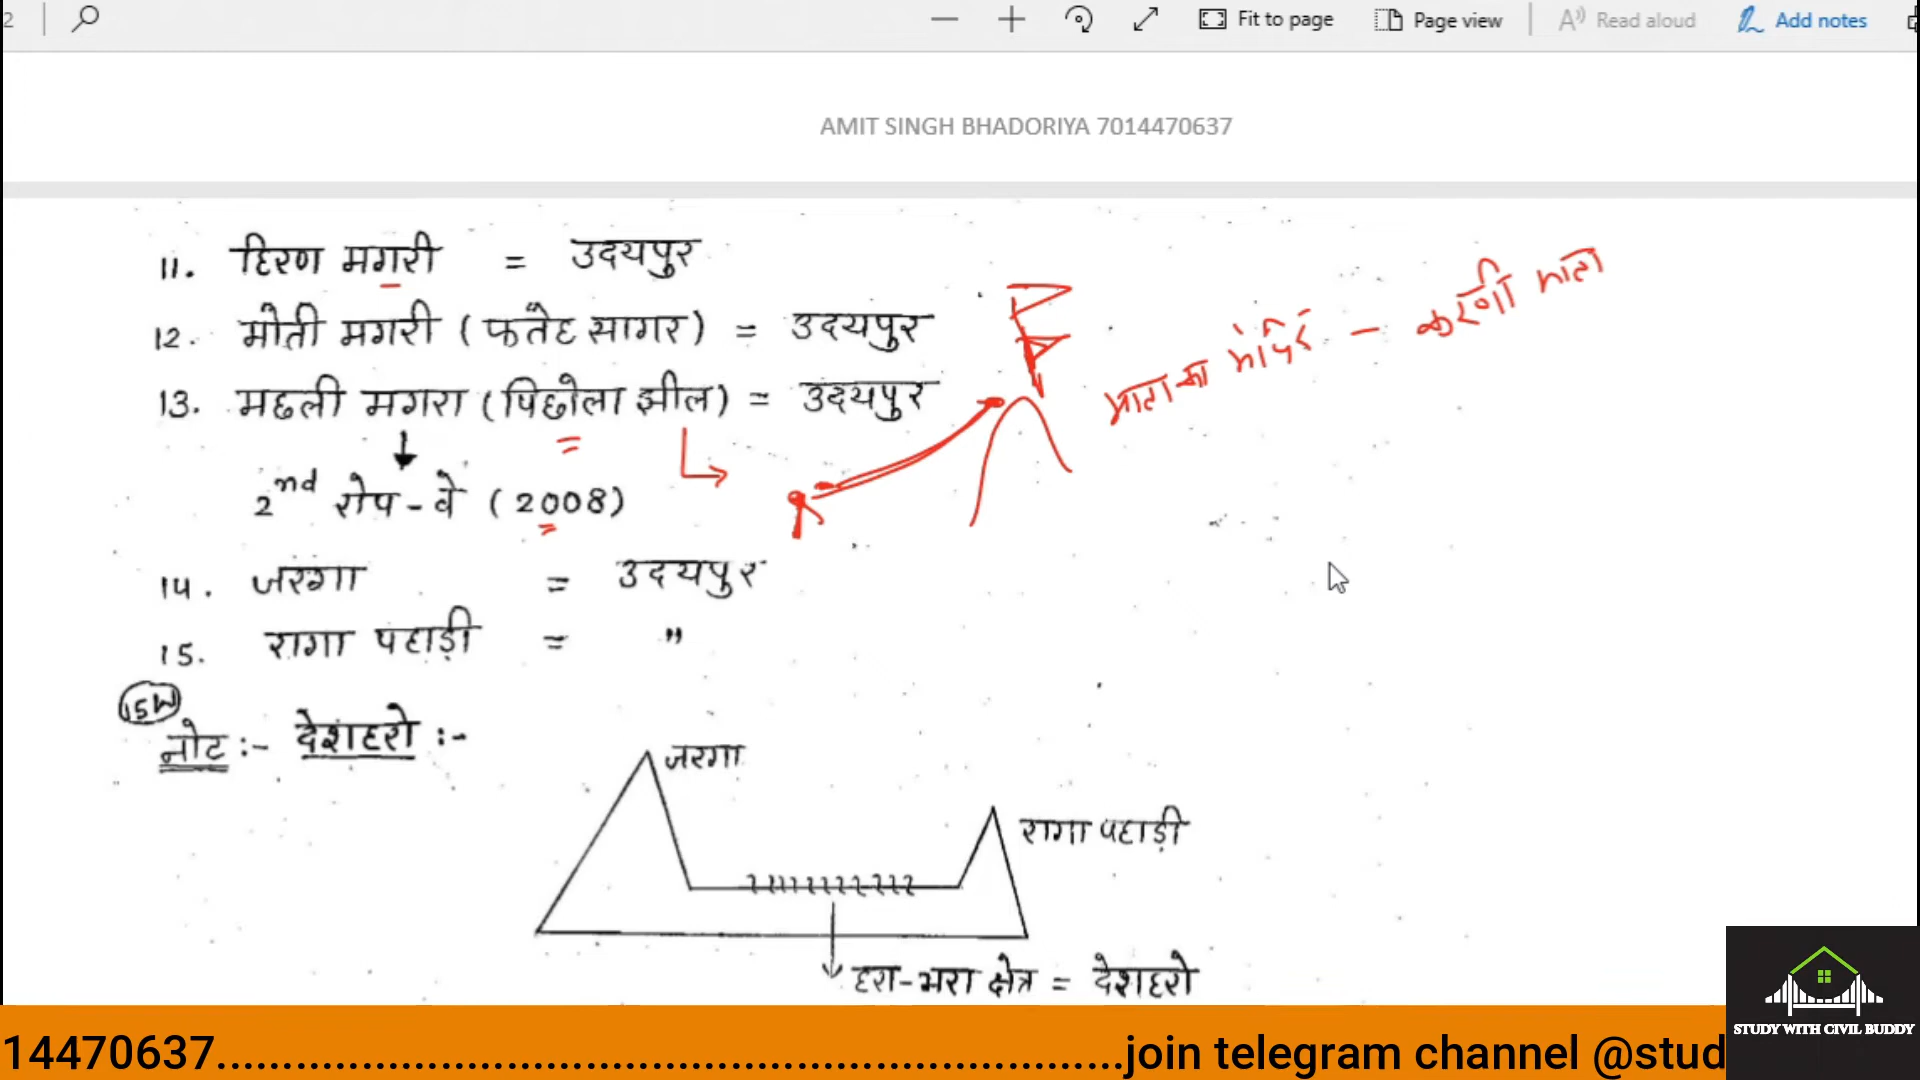 2
Fit to page
Page view
Read aloud
Add notes
AMIT SINGH BHADORIYA 7014470637
11. हिरण मगरी = उदयपुर
12. मोती मगरी (फतेह सागर) = उदयपुर
13. मछली मगरा (पिछोला झील) = उदयपुर
2nd रोप-वे (2008)
माता का मंदिर - करणी माता
14. जरगा = उदयपुर
15. रागा पहाड़ी = "
नोट :- देशहरो :-
जरगा
रागा पहाड़ी
हरा-भरा क्षेत्र = देशहरो
14470637
join telegram channel @stud
STUDY WITH CIVIL BUDDY